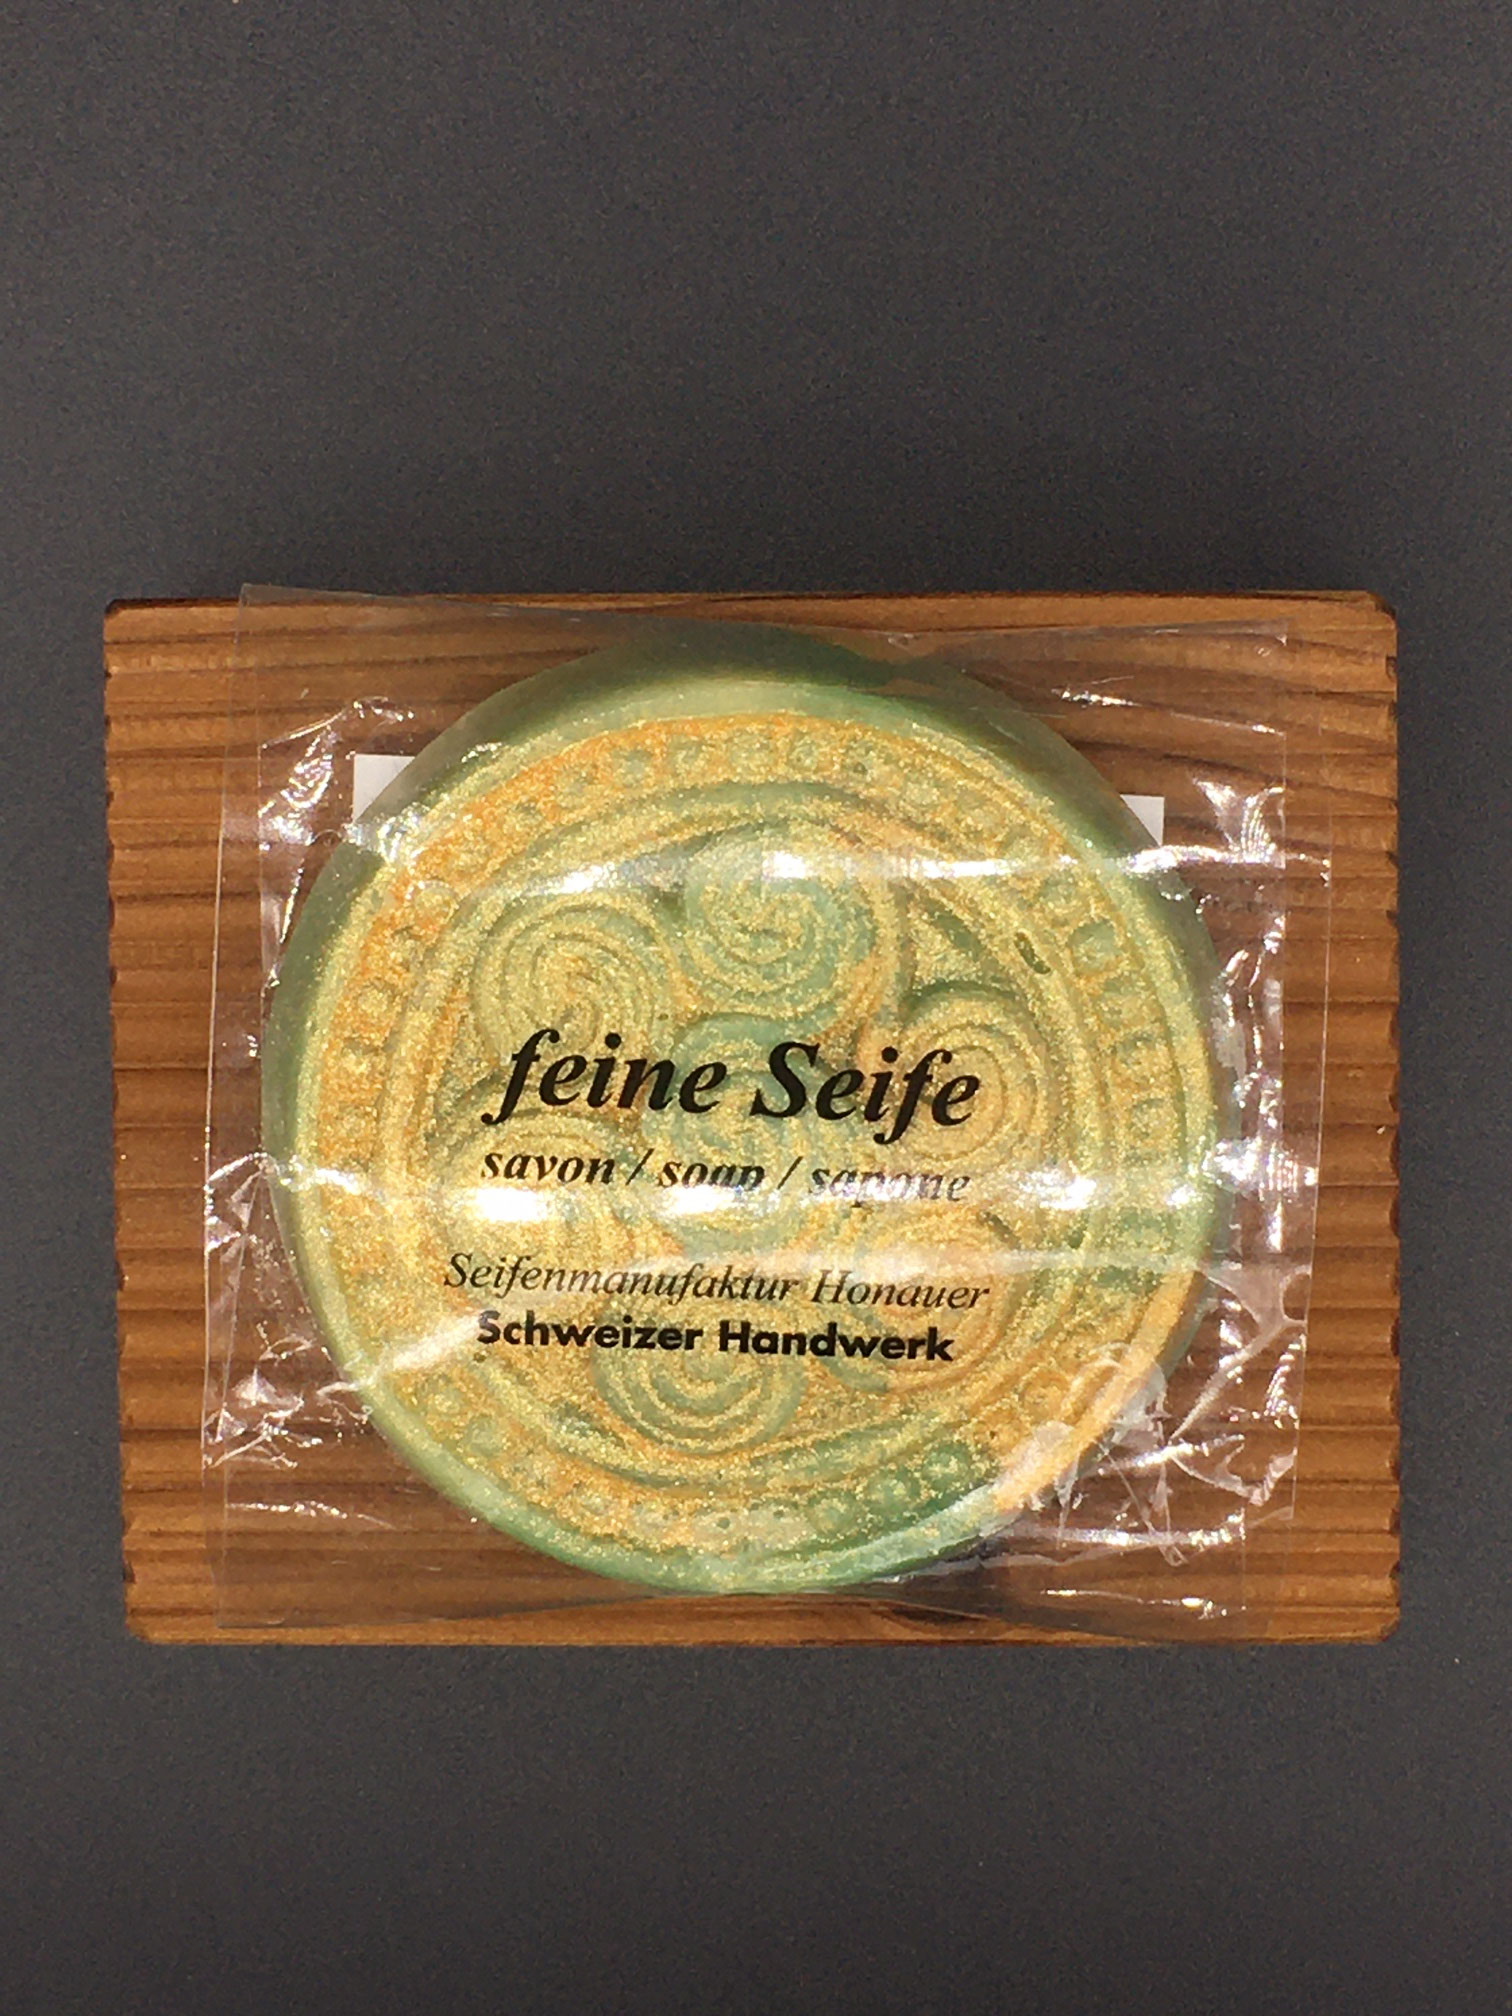 feine Seife
savon / soap / sapone
Seifenmanufaktur Honauer
Schweizer Handwerk